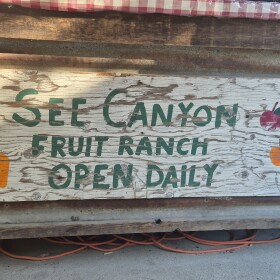 SEE CANYON
FRUIT RANCH
OPEN DAILY